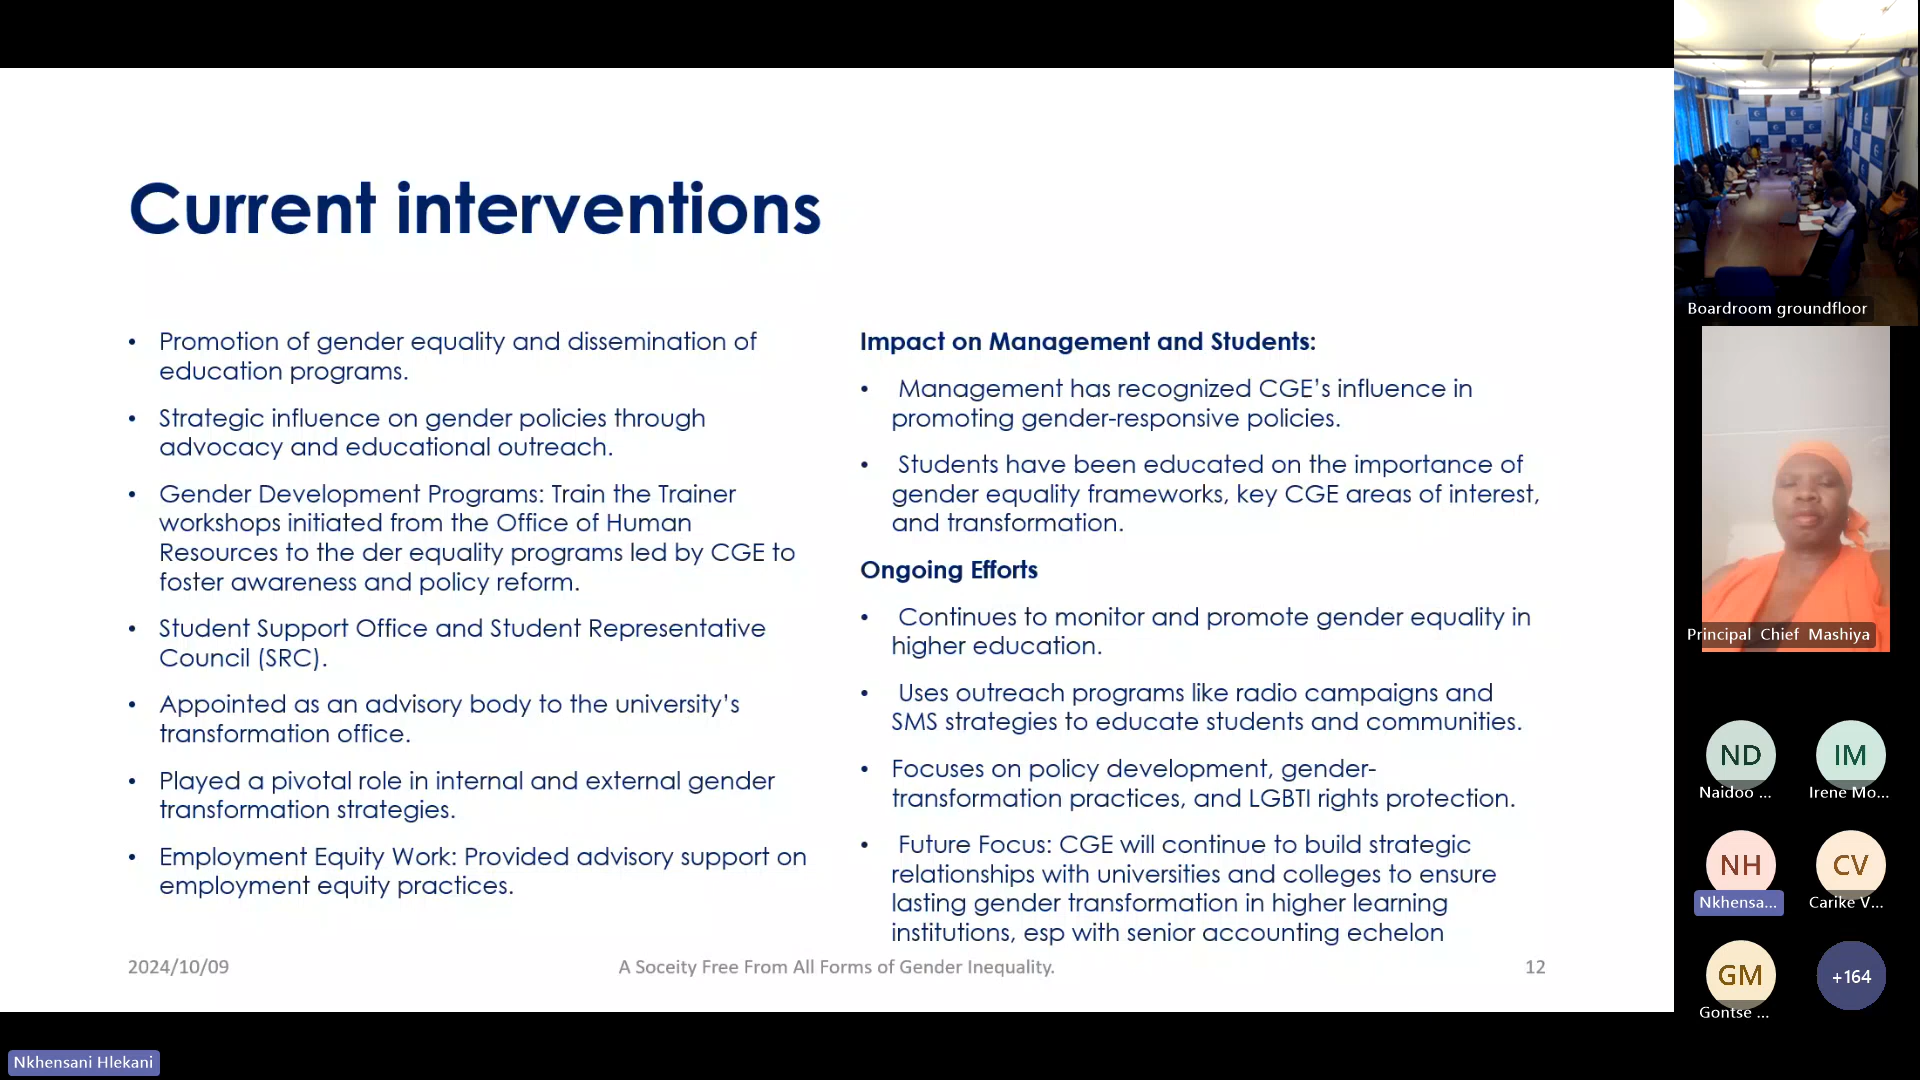 Current interventions
• Promotion of gender equality and dissemination of
education programs.
• Strategic influence on gender policies through
advocacy and educational outreach.
• Gender Development Programs: Train the Trainer
workshops initiated from the Office of Human
Resources to the der equality programs led by CGE to
foster awareness and policy reform.
• Student Support Office and Student Representative
Council (SRC).
• Appointed as an advisory body to the university’s
transformation office.
• Played a pivotal role in internal and external gender
transformation strategies.
• Employment Equity Work: Provided advisory support on
employment equity practices.
Impact on Management and Students:
• Management has recognized CGE’s influence in
promoting gender-responsive policies.
• Students have been educated on the importance of
gender equality frameworks, key CGE areas of interest,
and transformation.
Ongoing Efforts
• Continues to monitor and promote gender equality in
higher education.
• Uses outreach programs like radio campaigns and
SMS strategies to educate students and communities.
• Focuses on policy development, gender-
transformation practices, and LGBTI rights protection.
• Future Focus: CGE will continue to build strategic
relationships with universities and colleges to ensure
lasting gender transformation in higher learning
institutions, esp with senior accounting echelon
2024/10/09
A Soceity Free From All Forms of Gender Inequality.
12
Boardroom groundfloor
Principal Chief Mashiya
ND
Naidoo ...
IM
Irene Mo...
NH
Nkhensa...
CV
Carike V...
GM
Gontse ...
+164
Nkhensani Hlekani